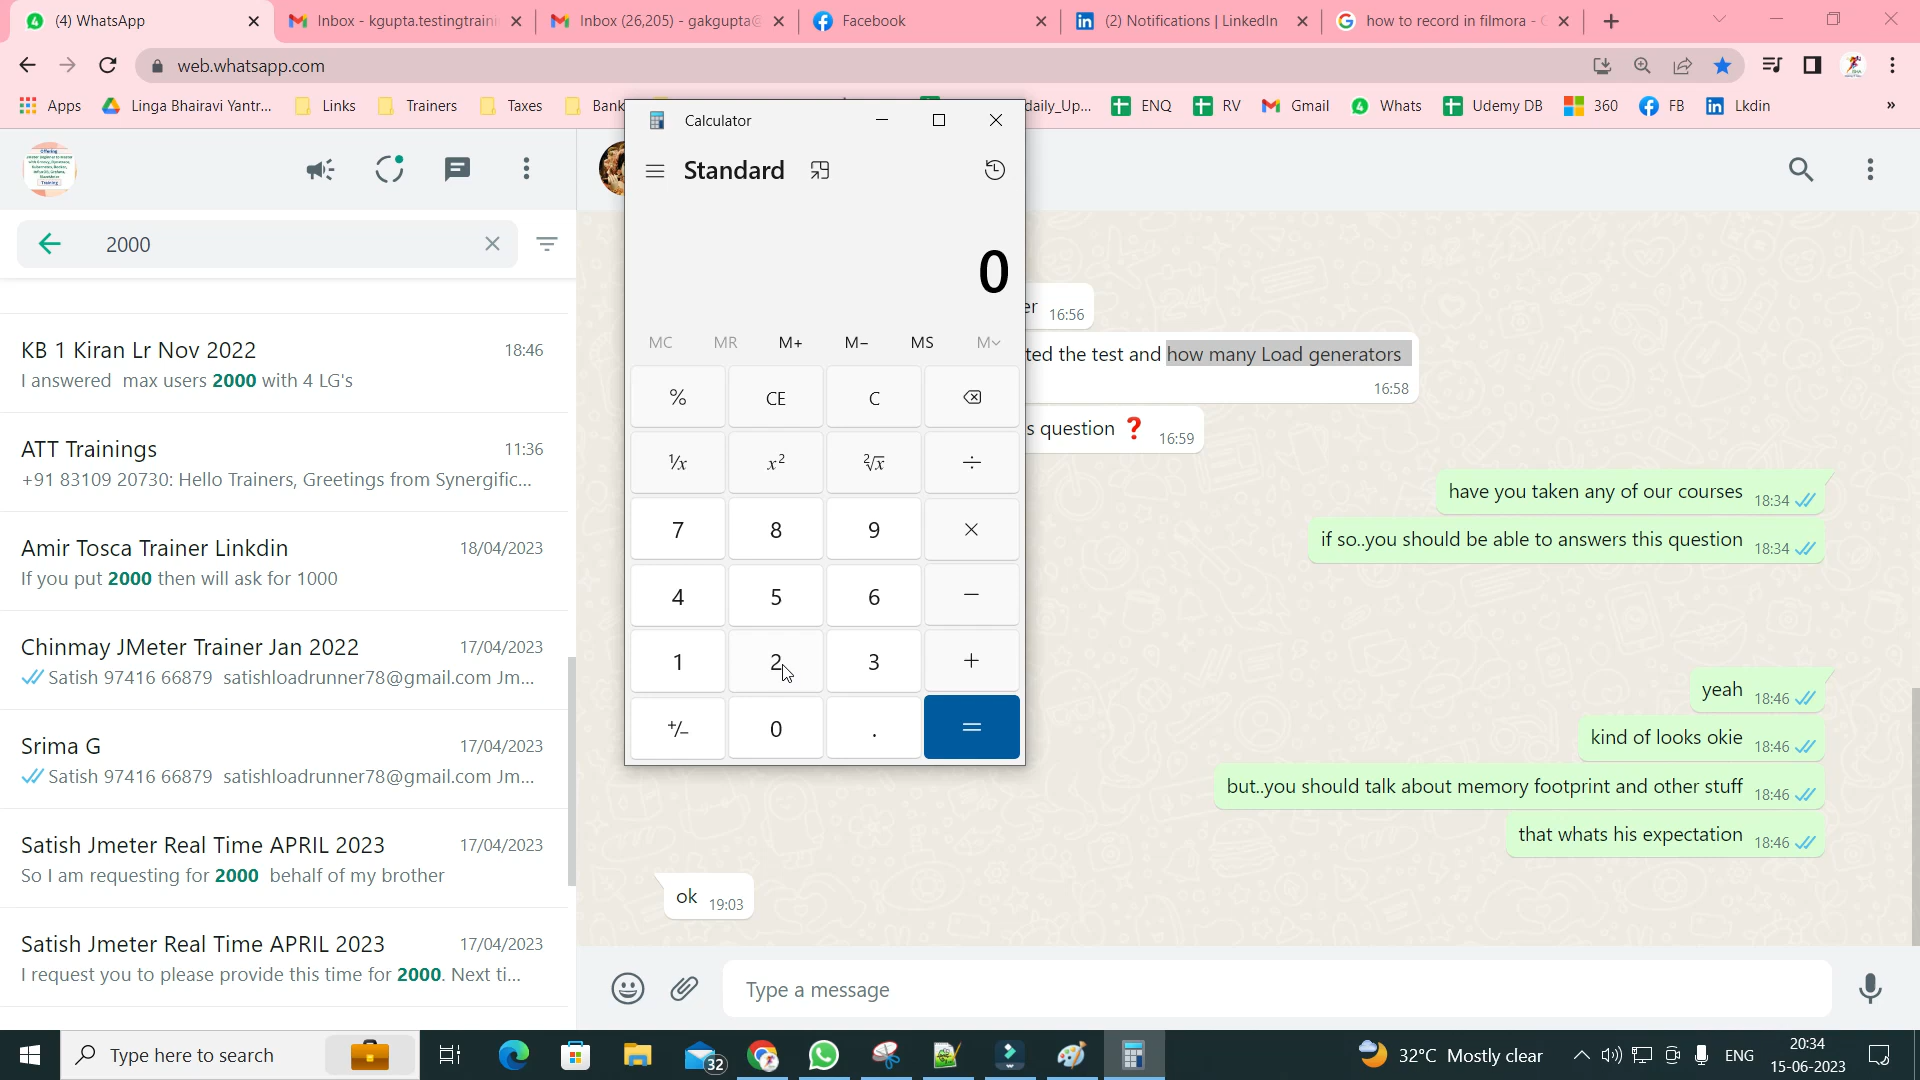 (4) WhatsApp
Inbox - kgupta.testingtraini
Inbox (26,205) - gakgupta@
Facebook
(2) Notifications | LinkedIn
how to record in filmora -
web.whatsapp.com
Apps
Linga Bhairavi Yantr...
Links
Trainers
Taxes
Bank
daily_Up...
ENQ
RV
Gmail
Whats
Udemy DB
360
FB
Lkdin
»
2000
KB 1 Kiran Lr Nov 2022 18:46
I answered max users 2000 with 4 LG's
ATT Trainings 11:36
+91 83109 20730: Hello Trainers, Greetings from Synergific...
Amir Tosca Trainer Linkdin 18/04/2023
If you put 2000 then will ask for 1000
Chinmay JMeter Trainer Jan 2022 17/04/2023
Satish 97416 66879 satishloadrunner78@gmail.com Jm...
Srima G 17/04/2023
Satish 97416 66879 satishloadrunner78@gmail.com Jm...
Satish Jmeter Real Time APRIL 2023 17/04/2023
So I am requesting for 2000 behalf of my brother
Satish Jmeter Real Time APRIL 2023 17/04/2023
I request you to please provide this time for 2000. Next ti...
Calculator
Standard
0
MC MR M+ M− MS M
% CE C
⅟x x² ²√x ÷
7 8 9 ×
4 5 6 −
1 2 3 +
+/− 0 . =
er 16:56
ted the test and how many Load generators
16:58
s question ❓ 16:59
have you taken any of our courses 18:34
if so..you should be able to answers this question 18:34
yeah 18:46
kind of looks okie 18:46
but..you should talk about memory footprint and other stuff 18:46
that whats his expectation 18:46
ok 19:03
Type a message
Type here to search
32
32°C Mostly clear
ENG
20:34
15-06-2023